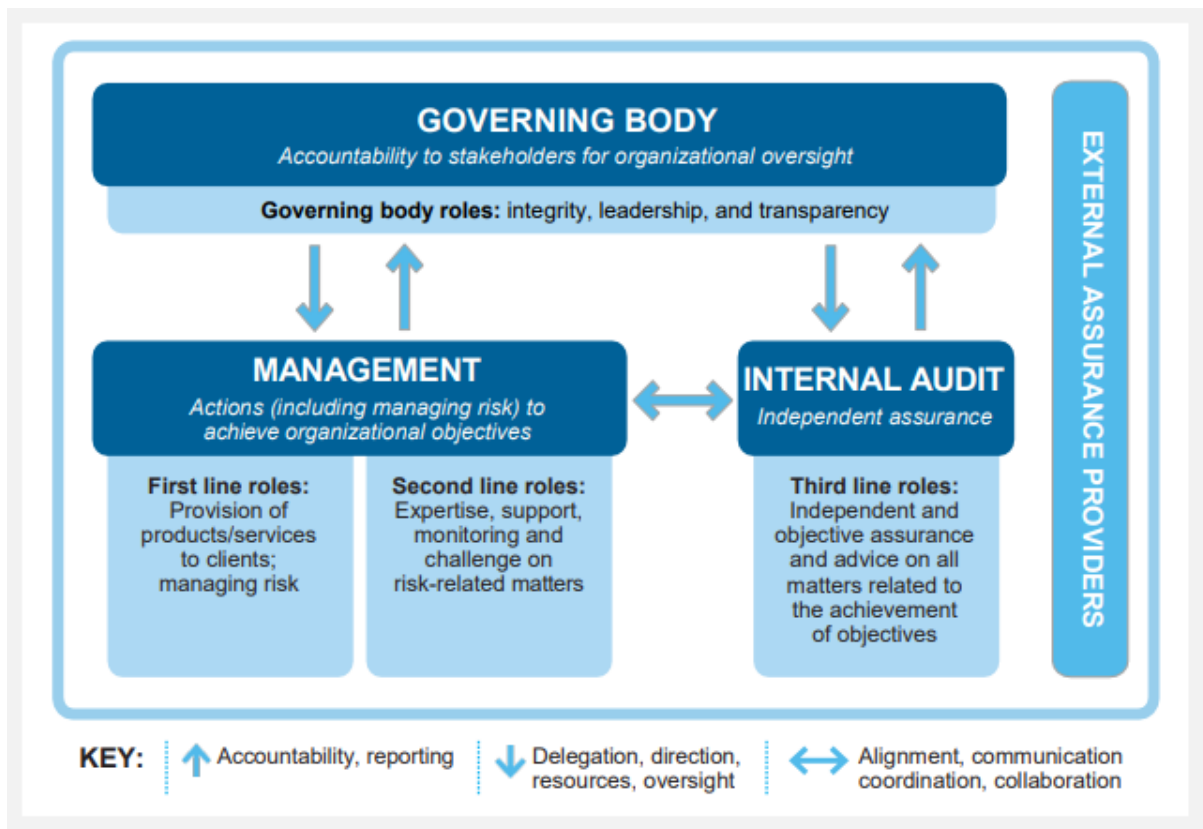 GOVERNING BODY
Accountability to stakeholders for organizational oversight
Governing body roles: integrity, leadership, and transparency
MANAGEMENT
Actions (including managing risk) to
achieve organizational objectives
First line roles:
Provision of
products/services
to clients;
managing risk
Second line roles:
Expertise, support,
monitoring and
challenge on
risk-related matters
INTERNAL AUDIT
Independent assurance
Third line roles:
Independent and
objective assurance
and advice on all
matters related to
the achievement
of objectives
EXTERNAL ASSURANCE PROVIDERS
KEY:
Accountability, reporting
Delegation, direction,
resources, oversight
Alignment, communication
coordination, collaboration